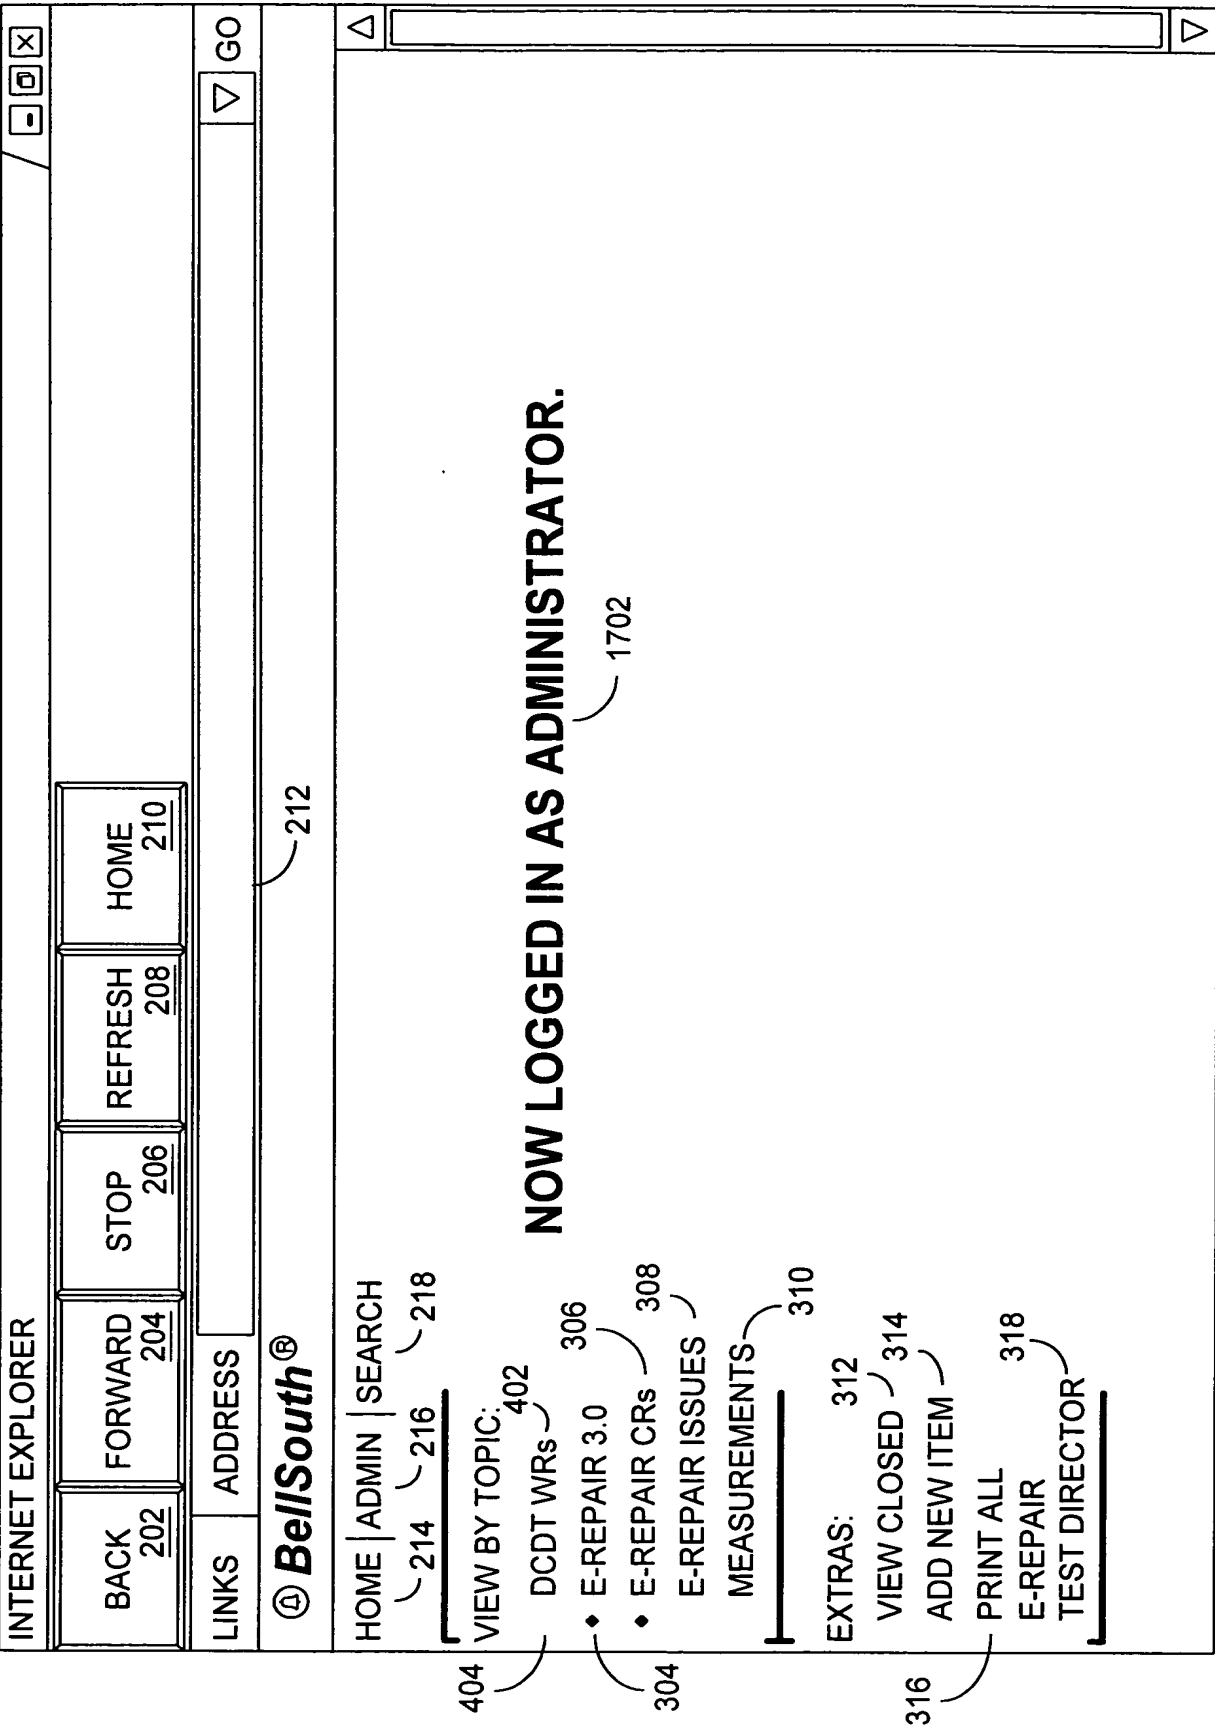 INTERNET EXPLORER
BACK FORWARD STOP REFRESH HOME
202 204 206 208 210
LINKS ADDRESS GO
212
BellSouth ®
HOME | ADMIN | SEARCH
214 216 218
VIEW BY TOPIC:
402
404
DCDT WRs
♦ E-REPAIR 3.0
304
306
♦ E-REPAIR CRs
308
E-REPAIR ISSUES
MEASUREMENTS
310
NOW LOGGED IN AS ADMINISTRATOR.
1702
EXTRAS:
312
VIEW CLOSED
314
ADD NEW ITEM
316
PRINT ALL
E-REPAIR
318
TEST DIRECTOR